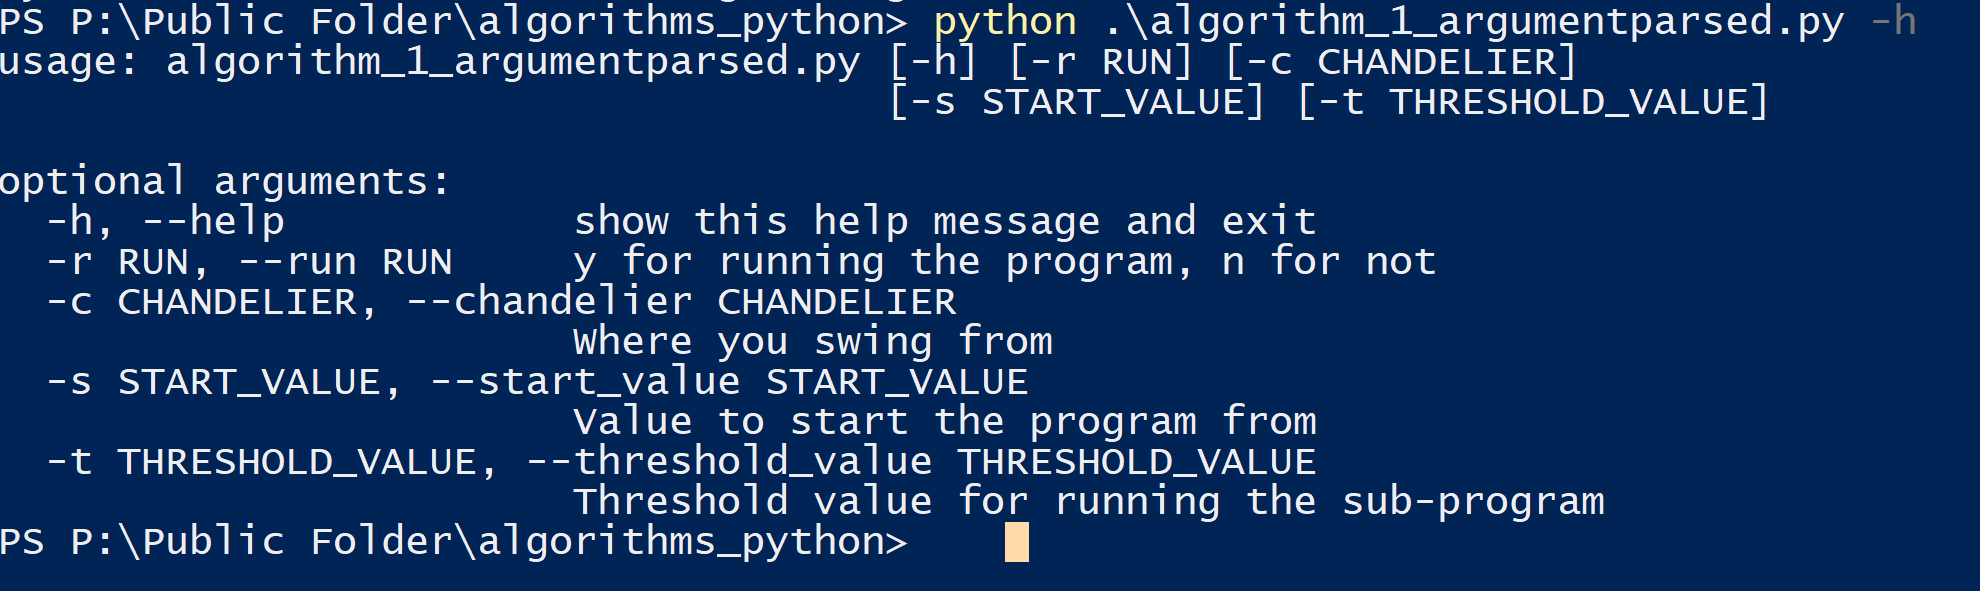 PS P:\Public Folder\algorithms_python> python .\algorithm_1_argumentparsed.py -h
usage: algorithm_1_argumentparsed.py [-h] [-r RUN] [-c CHANDELIER]
[-s START_VALUE] [-t THRESHOLD_VALUE]
optional arguments:
-h, --help show this help message and exit
-r RUN, --run RUN y for running the program, n for not
-c CHANDELIER, --chandelier CHANDELIER
Where you swing from
-s START_VALUE, --start_value START_VALUE
Value to start the program from
-t THRESHOLD_VALUE, --threshold_value THRESHOLD_VALUE
Threshold value for running the sub-program
PS P:\Public Folder\algorithms_python>